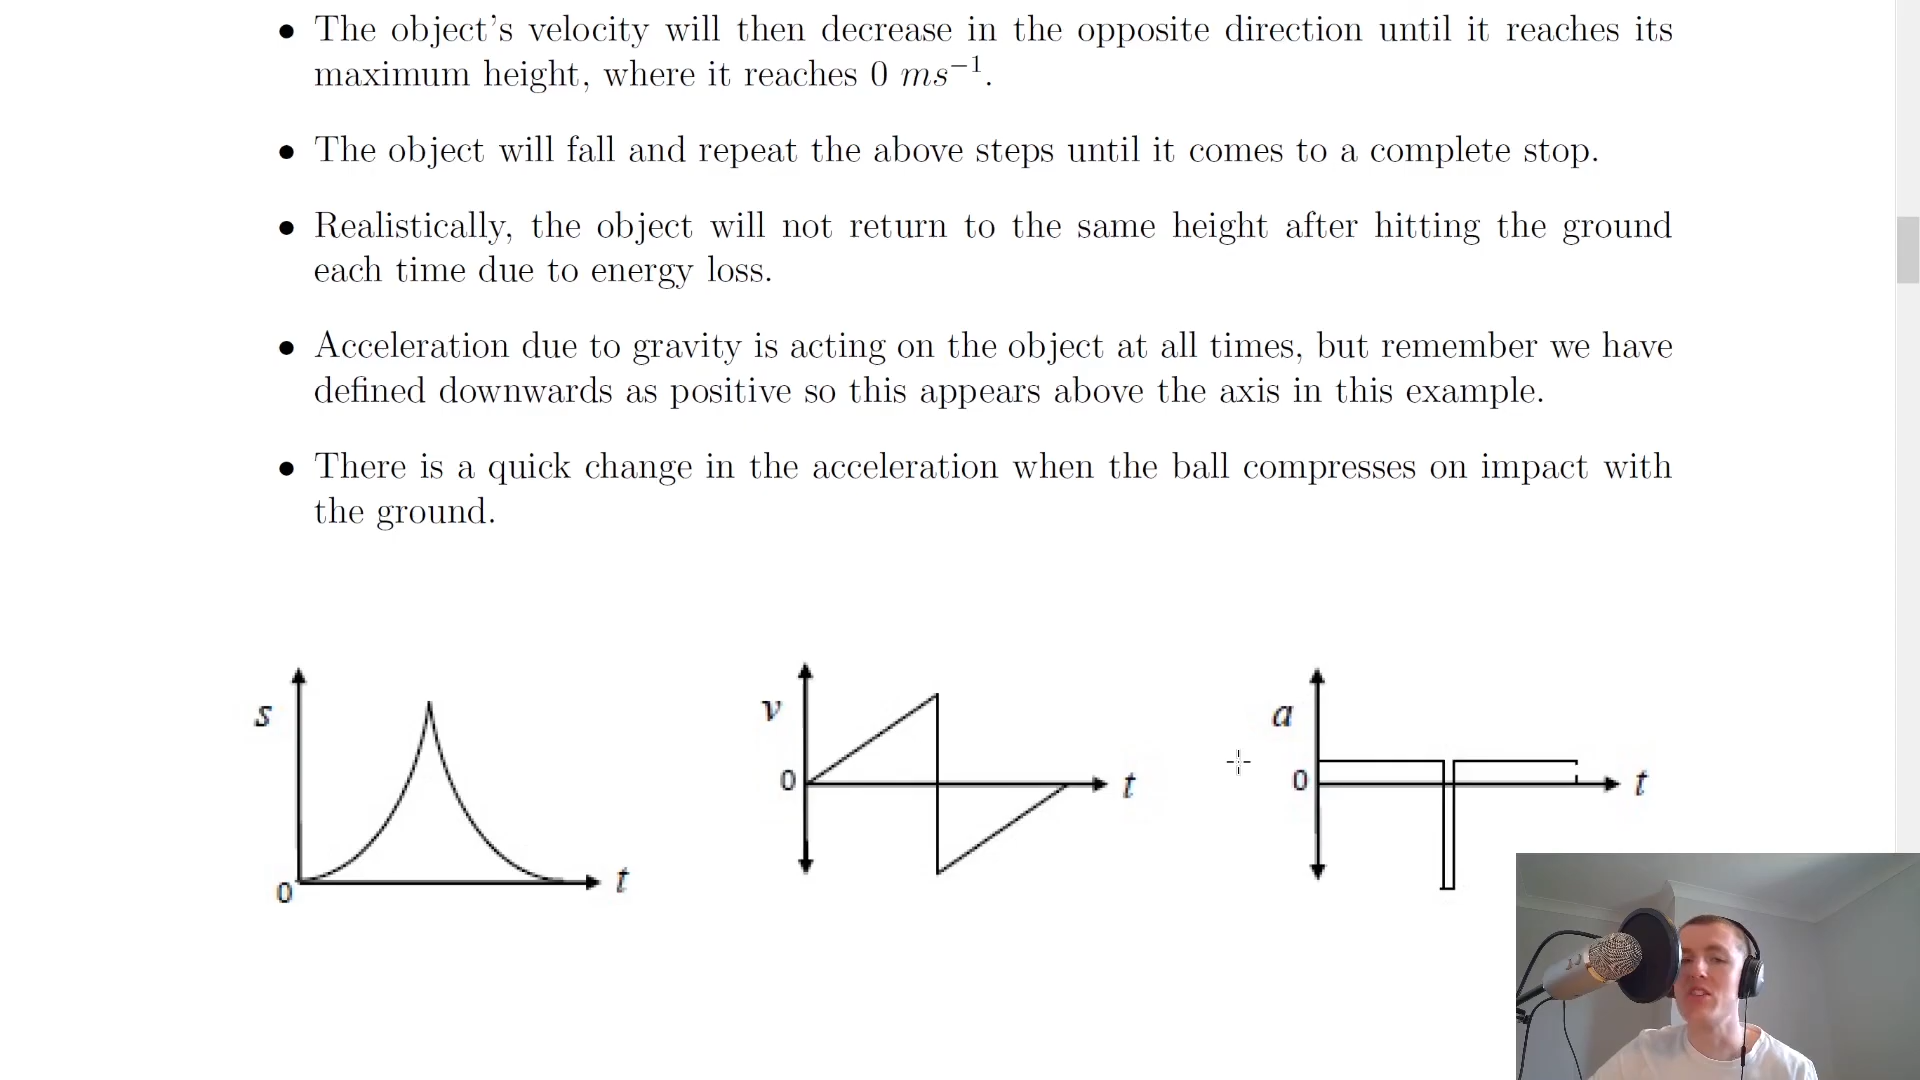 • The object's velocity will then decrease in the opposite direction until it reaches its
maximum height, where it reaches 0 ms⁻¹.
• The object will fall and repeat the above steps until it comes to a complete stop.
• Realistically, the object will not return to the same height after hitting the ground
each time due to energy loss.
• Acceleration due to gravity is acting on the object at all times, but remember we have
defined downwards as positive so this appears above the axis in this example.
• There is a quick change in the acceleration when the ball compresses on impact with
the ground.
s
0
t
v
0
t
a
0
t